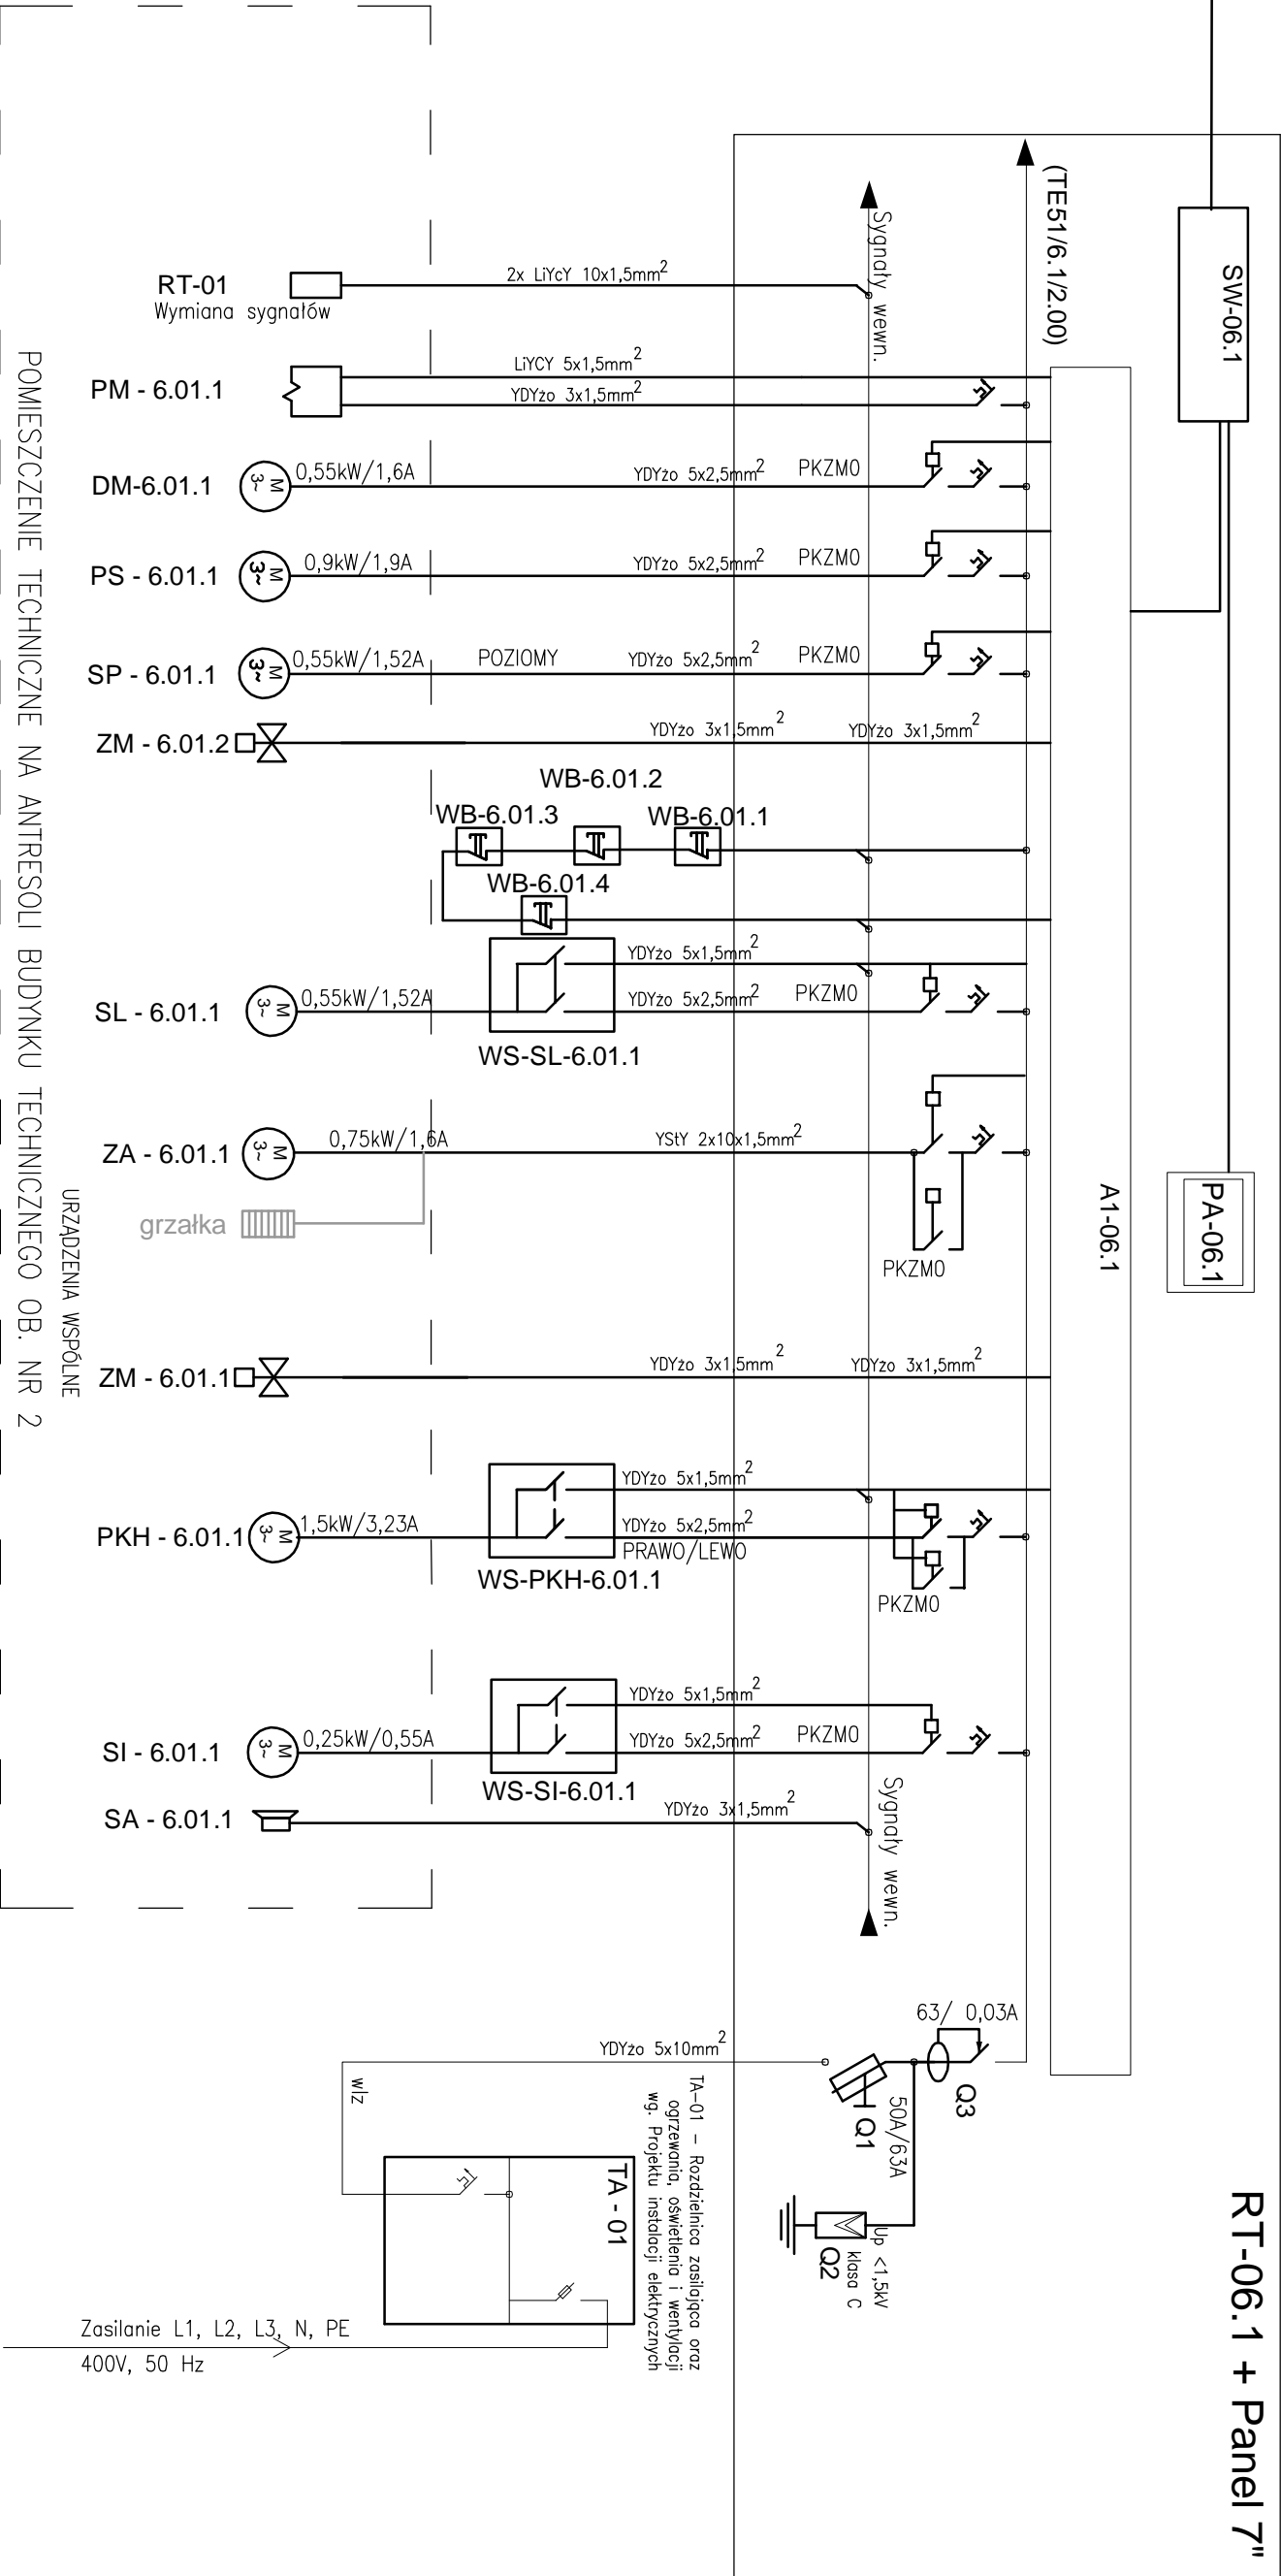 RT-06.1 + Panel 7"
SW-06.1
PA-06.1
A1-06.1
(TE51/6.1/2.00)
Sygnały wewn.
RT-01
Wymiana sygnałów
2x LiYcY 10x1,5mm²
PM - 6.01.1
LiYCY 5x1,5mm²
YDYżo 3x1,5mm²
DM-6.01.1
M
3~
0,55kW/1,6A
YDYżo 5x2,5mm²
PKZM0
PS - 6.01.1
M
3~
0,9kW/1,9A
YDYżo 5x2,5mm²
PKZM0
SP - 6.01.1
M
3~
0,55kW/1,52A
POZIOMY
YDYżo 5x2,5mm²
PKZM0
ZM - 6.01.2
YDYżo 3x1,5mm²
YDYżo 3x1,5mm²
WB-6.01.2
WB-6.01.3
WB-6.01.1
WB-6.01.4
YDYżo 5x1,5mm²
SL - 6.01.1
M
3~
0,55kW/1,52A
YDYżo 5x2,5mm²
PKZM0
WS-SL-6.01.1
ZA - 6.01.1
M
3~
0,75kW/1,6A
YStY 2x10x1,5mm²
grzałka
PKZM0
ZM - 6.01.1
YDYżo 3x1,5mm²
YDYżo 3x1,5mm²
YDYżo 5x1,5mm²
PKH - 6.01.1
M
3~
1,5kW/3,23A
YDYżo 5x2,5mm²
PRAWO/LEWO
WS-PKH-6.01.1
PKZM0
YDYżo 5x1,5mm²
SI - 6.01.1
M
3~
0,25kW/0,55A
YDYżo 5x2,5mm²
PKZM0
WS-SI-6.01.1
SA - 6.01.1
YDYżo 3x1,5mm²
Sygnały wewn.
POMIESZCZENIE TECHNICZNE NA ANTRESOLI BUDYNKU TECHNICZNEGO OB. NR 2
URZĄDZENIA WSPÓLNE
63/ 0,03A
Q3
50A/63A
Q1
Up <1,5kV
klasa C
Q2
YDYżo 5x10mm²
wlz
TA-01 - Rozdzielnica zasilająca oraz
ogrzewania, oświetlenia i wentylacji
wg. Projektu instalacji elektrycznych
TA - 01
Zasilanie L1, L2, L3, N, PE
400V, 50 Hz